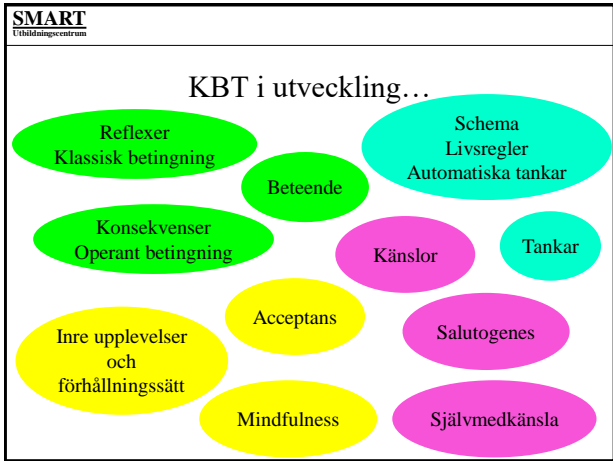 SMART
Utbildningscentrum
KBT i utveckling…
Reflexer
Klassisk betingning
Schema
Livsregler
Automatiska tankar
Beteende
Konsekvenser
Operant betingning
Känslor
Tankar
Acceptans
Salutogenes
Inre upplevelser
och
förhållningssätt
Mindfulness
Självmedkänsla